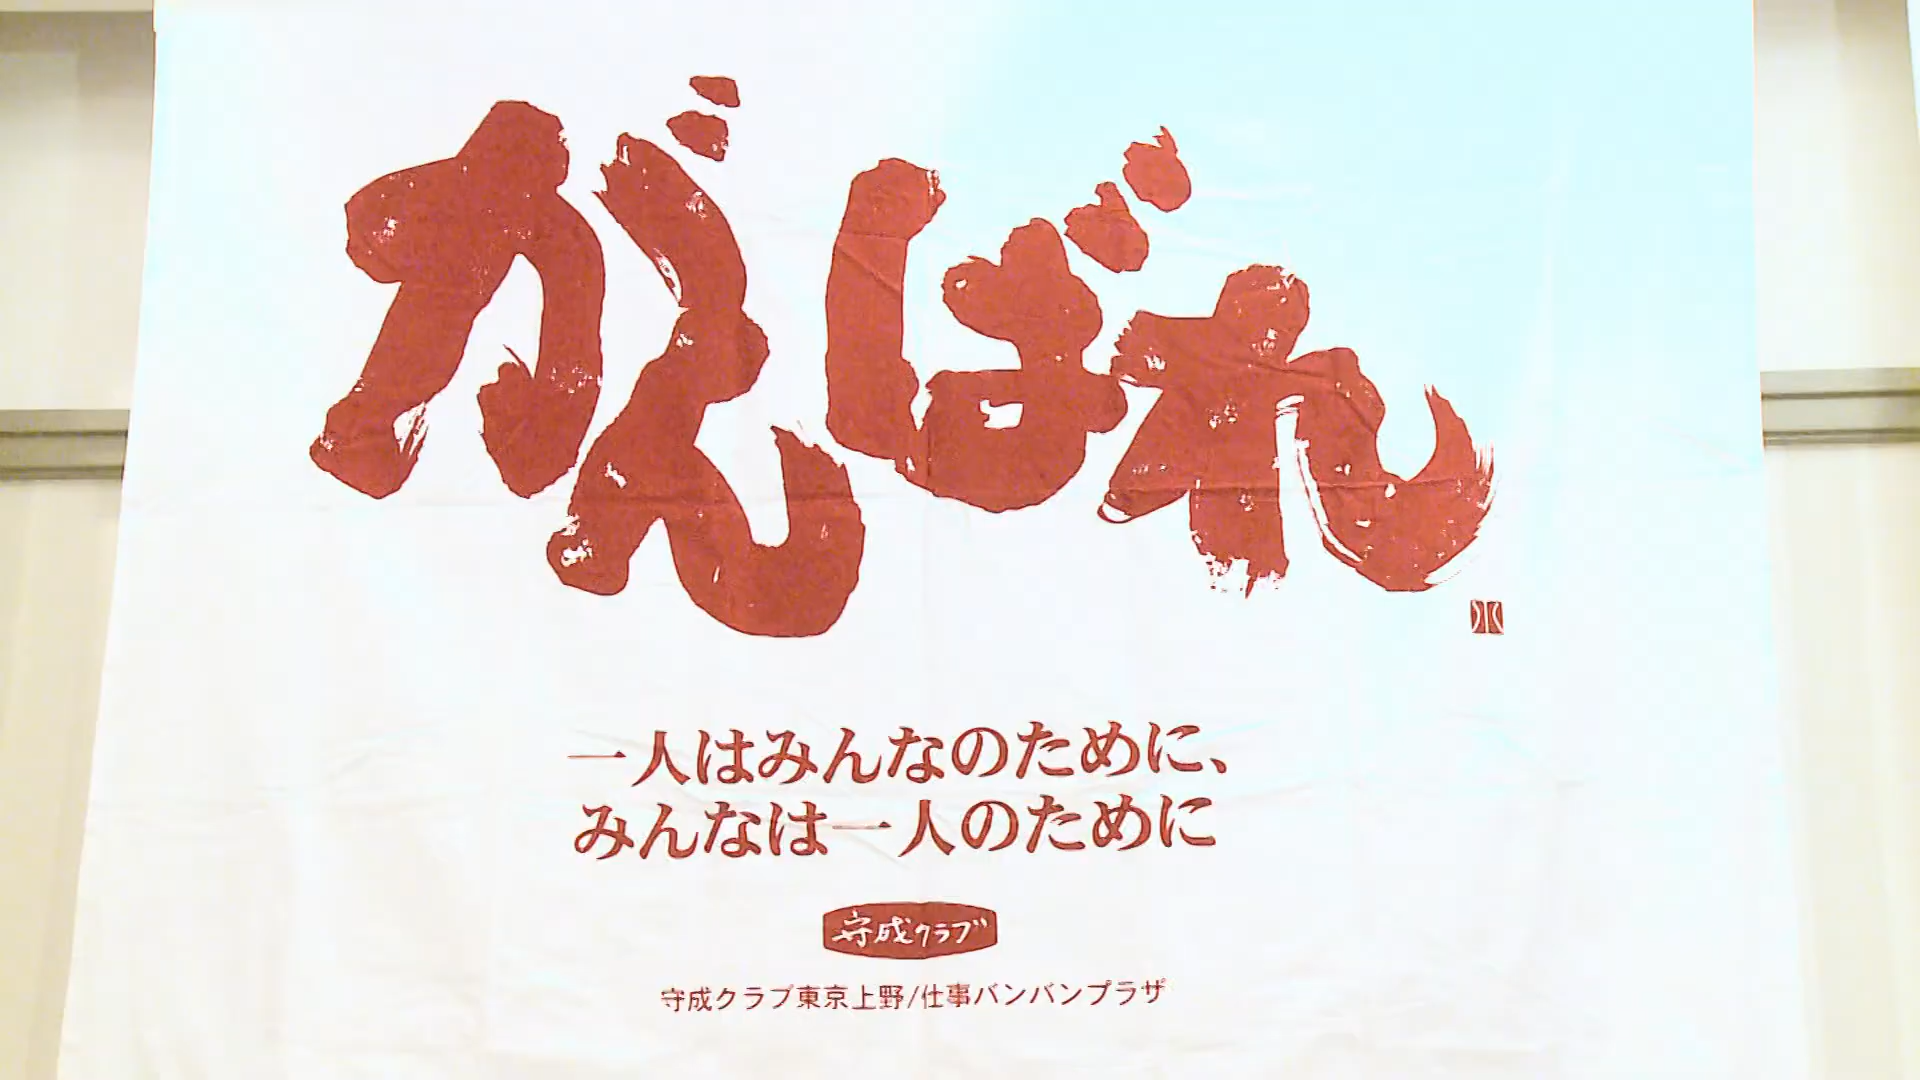 がんばれ
一人はみんなのために、
みんなは一人のために
守成クラブ
守成クラブ東京上野/仕事バンバンプラザ